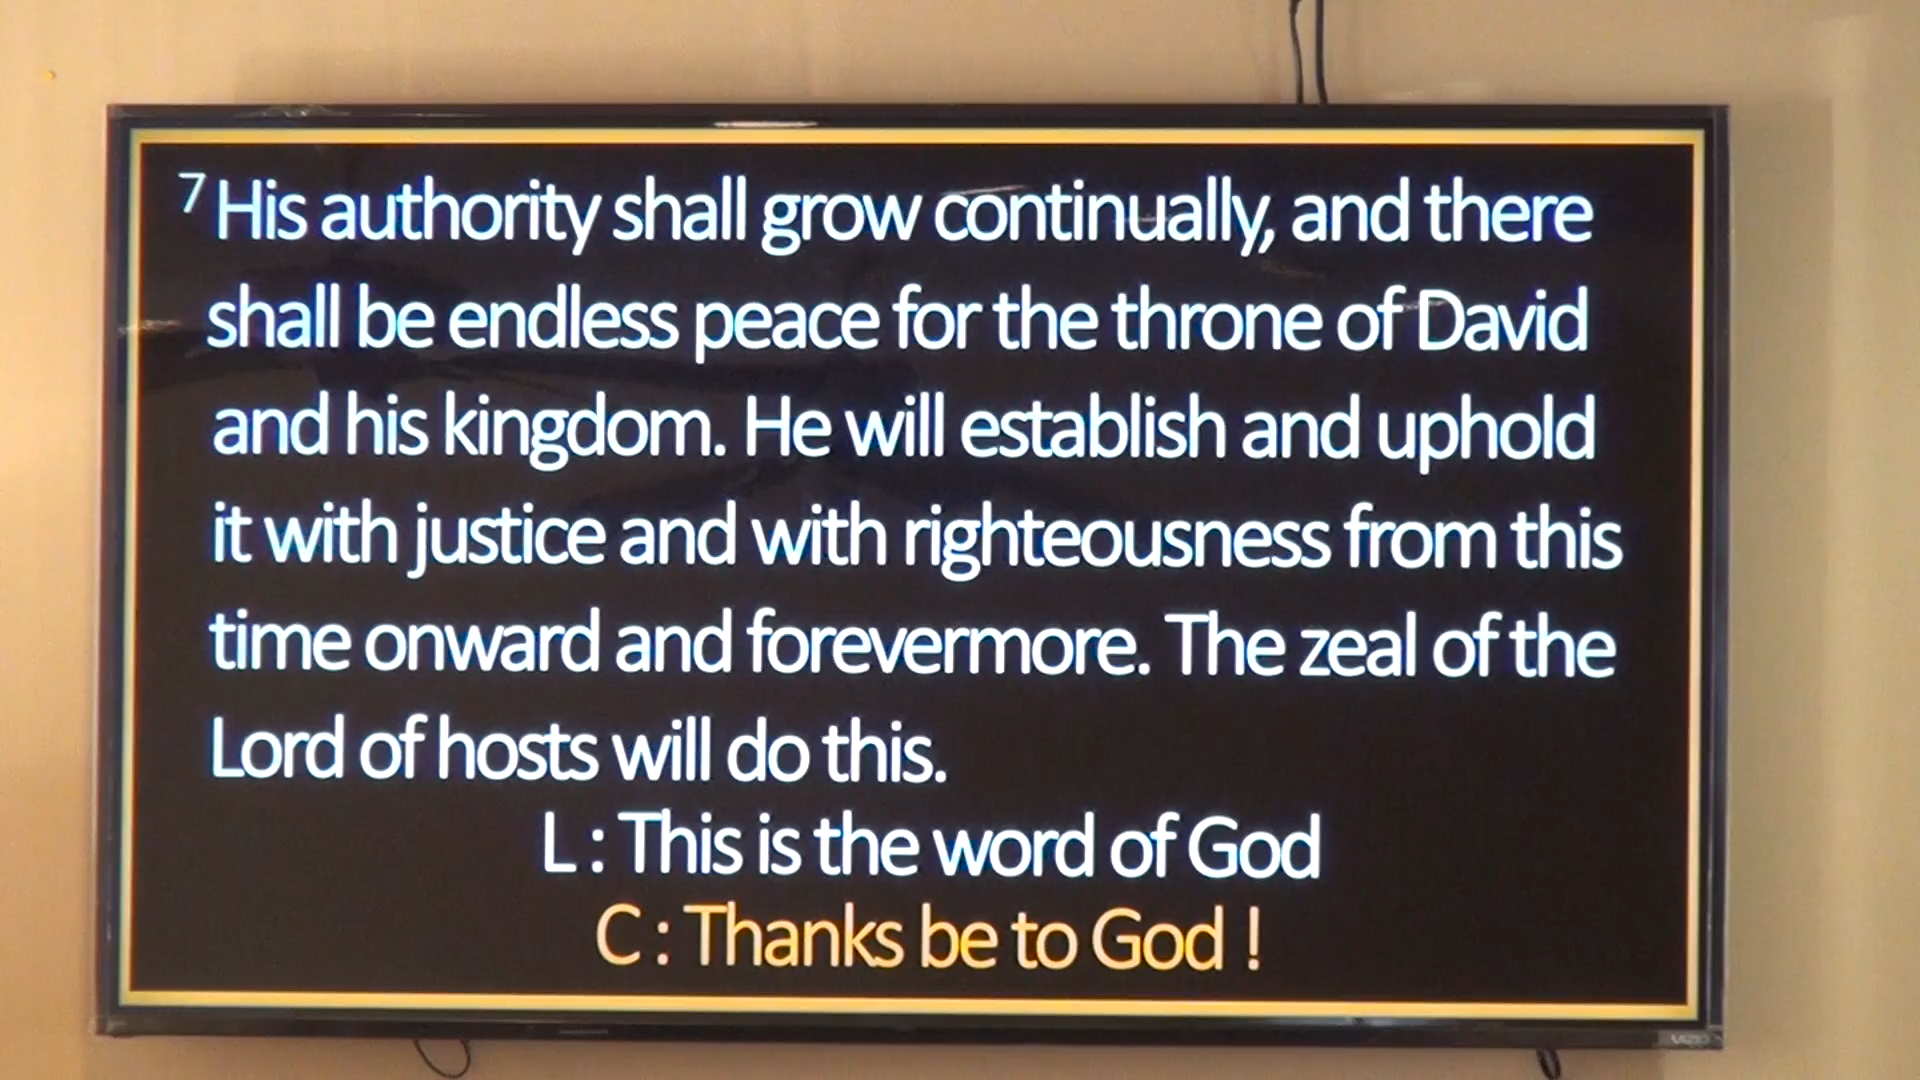 7 His authority shall grow continually, and there
shall be endless peace for the throne of David
and his kingdom. He will establish and uphold
it with justice and with righteousness from this
time onward and forevermore. The zeal of the
Lord of hosts will do this.
L : This is the word of God
C : Thanks be to God !
VIZIO